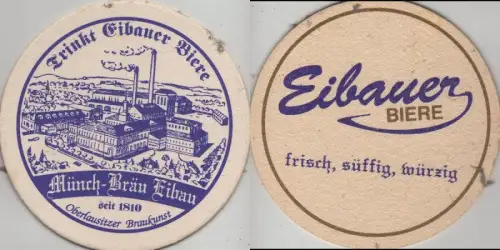 Trinkt Eibauer Biere
Münch-Bräu Eibau
seit 1810
Oberlausitzer Braukunst
Eibauer
BIERE
frisch, süffig, würzig